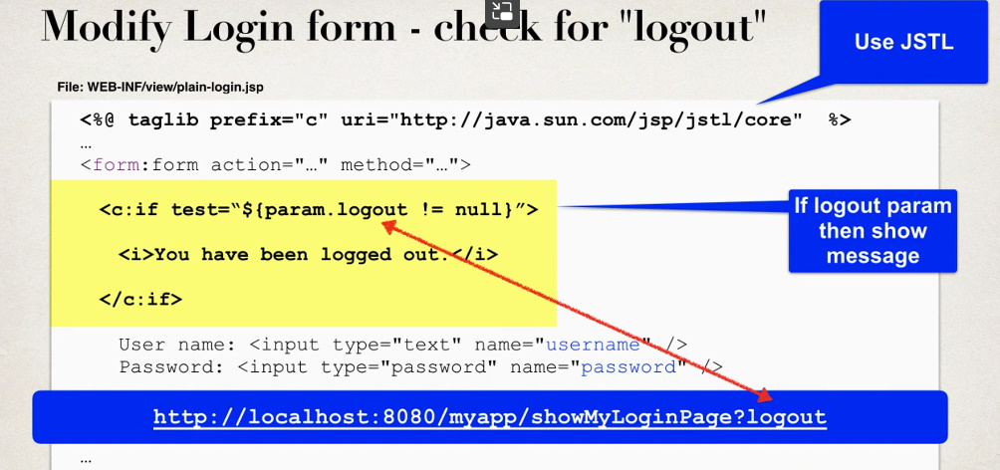 Modify Login form - check for "logout"
Use JSTL
File: WEB-INF/view/plain-login.jsp
<%@ taglib prefix="c" uri="http://java.sun.com/jsp/jstl/core"  %>
…
<form:form action="…" method="…">
<c:if test=“${param.logout != null}”>
If logout param
then show
message
<i>You have been logged out.</i>
</c:if>
User name: <input type="text" name="username" />
Password: <input type="password" name="password" />
http://localhost:8080/myapp/showMyLoginPage?logout
…